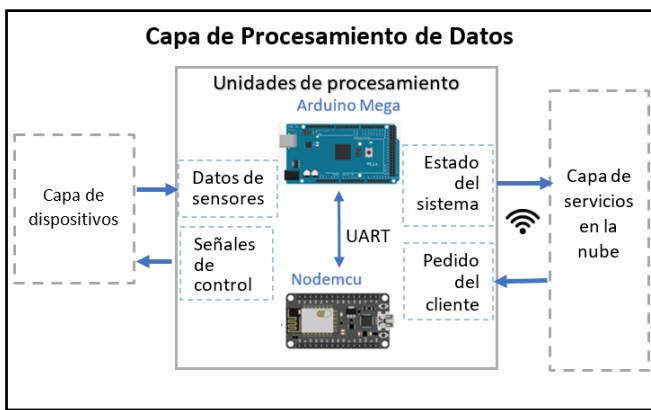 Capa de Procesamiento de Datos
Unidades de procesamiento
Arduino Mega
Capa de
dispositivos
Datos de
sensores
Señales
de
control
UART
Nodemcu
Estado
del
sistema
Pedido
del
cliente
Capa de
servicios
en la
nube